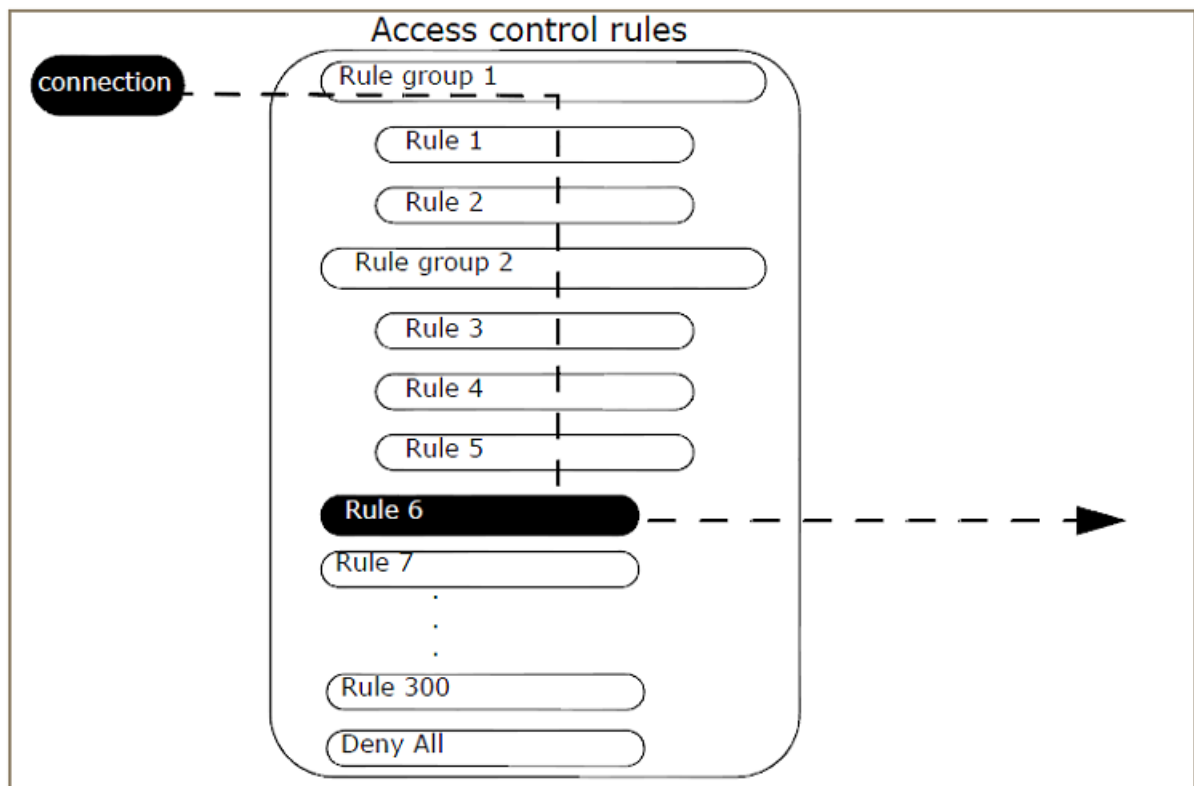 Access control rules
connection
Rule group 1
Rule 1
Rule 2
Rule group 2
Rule 3
Rule 4
Rule 5
Rule 6
Rule 7
.
.
.
Rule 300
Deny All